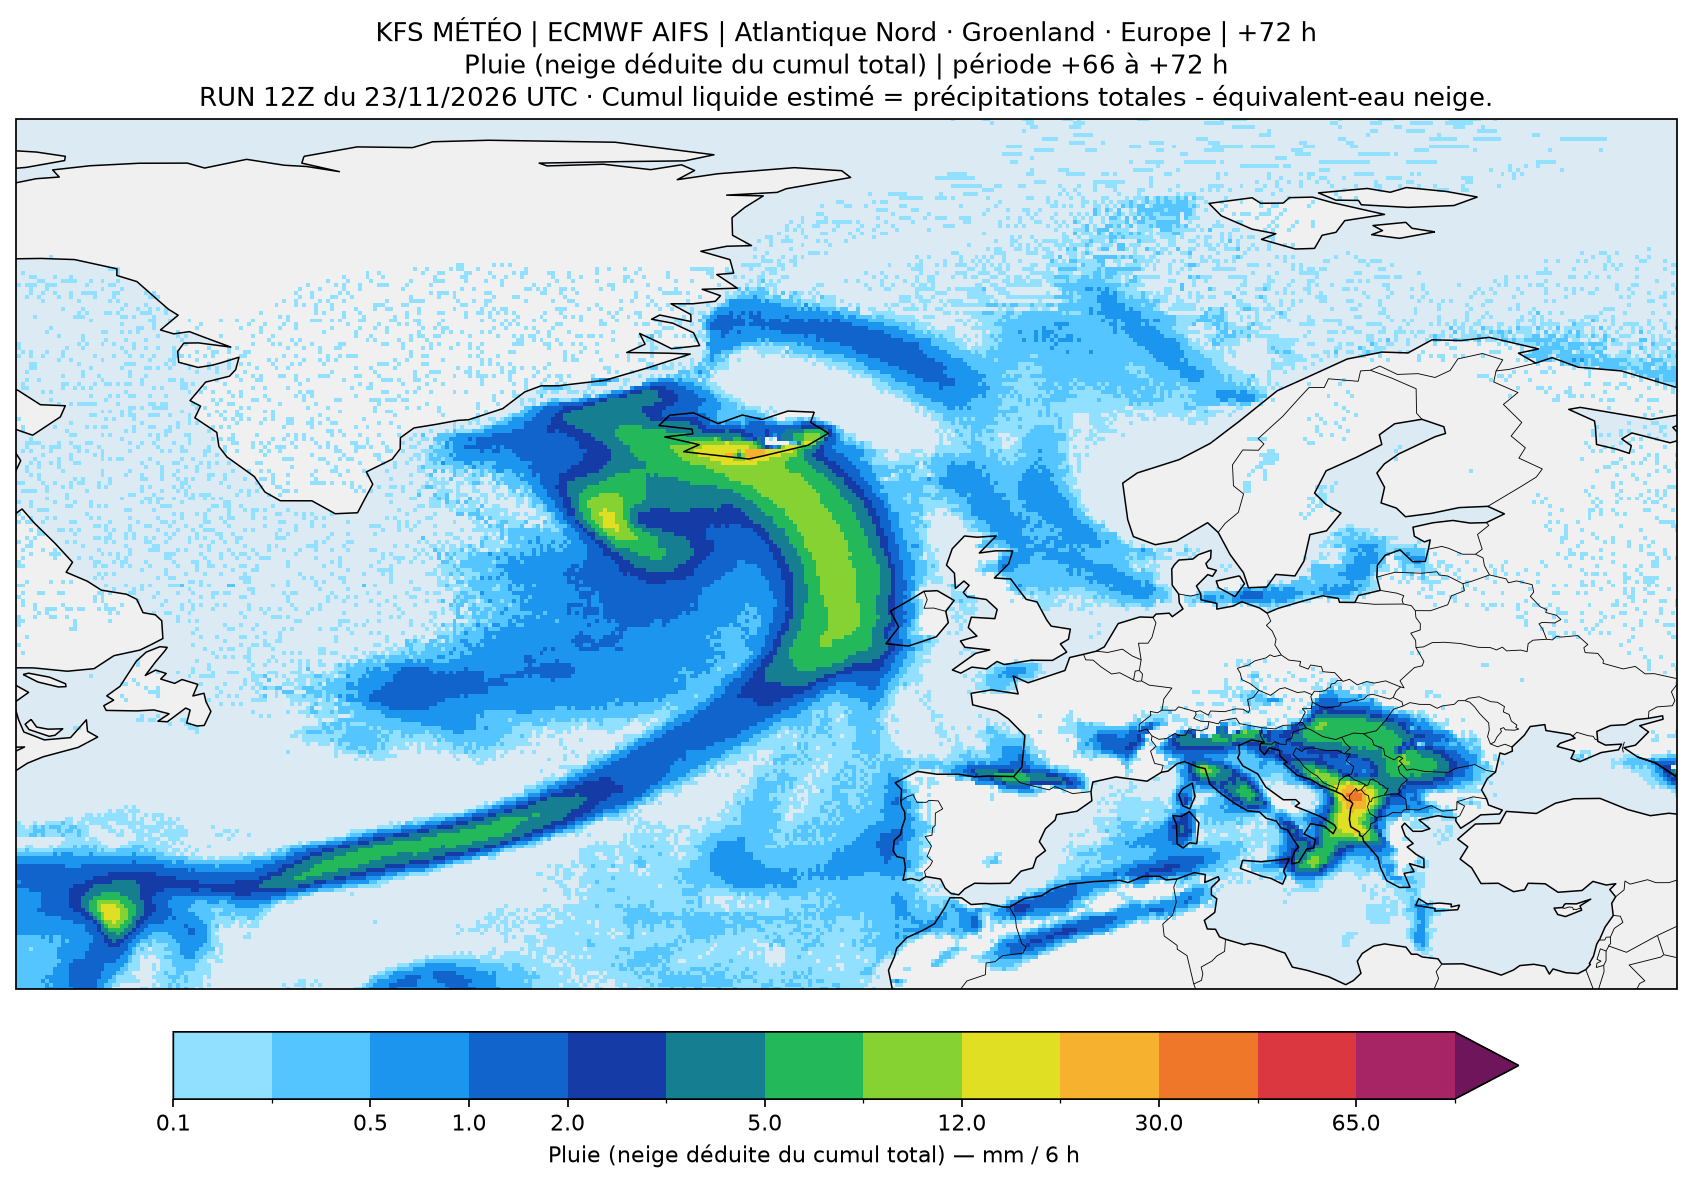 KFS MÉTÉO | ECMWF AIFS | Atlantique Nord · Groenland · Europe | +72 h
Pluie (neige déduite du cumul total) | période +66 à +72 h
RUN 12Z du 23/11/2026 UTC · Cumul liquide estimé = précipitations totales - équivalent-eau neige.
0.1 0.5 1.0 2.0 5.0 12.0 30.0 65.0
Pluie (neige déduite du cumul total) — mm / 6 h